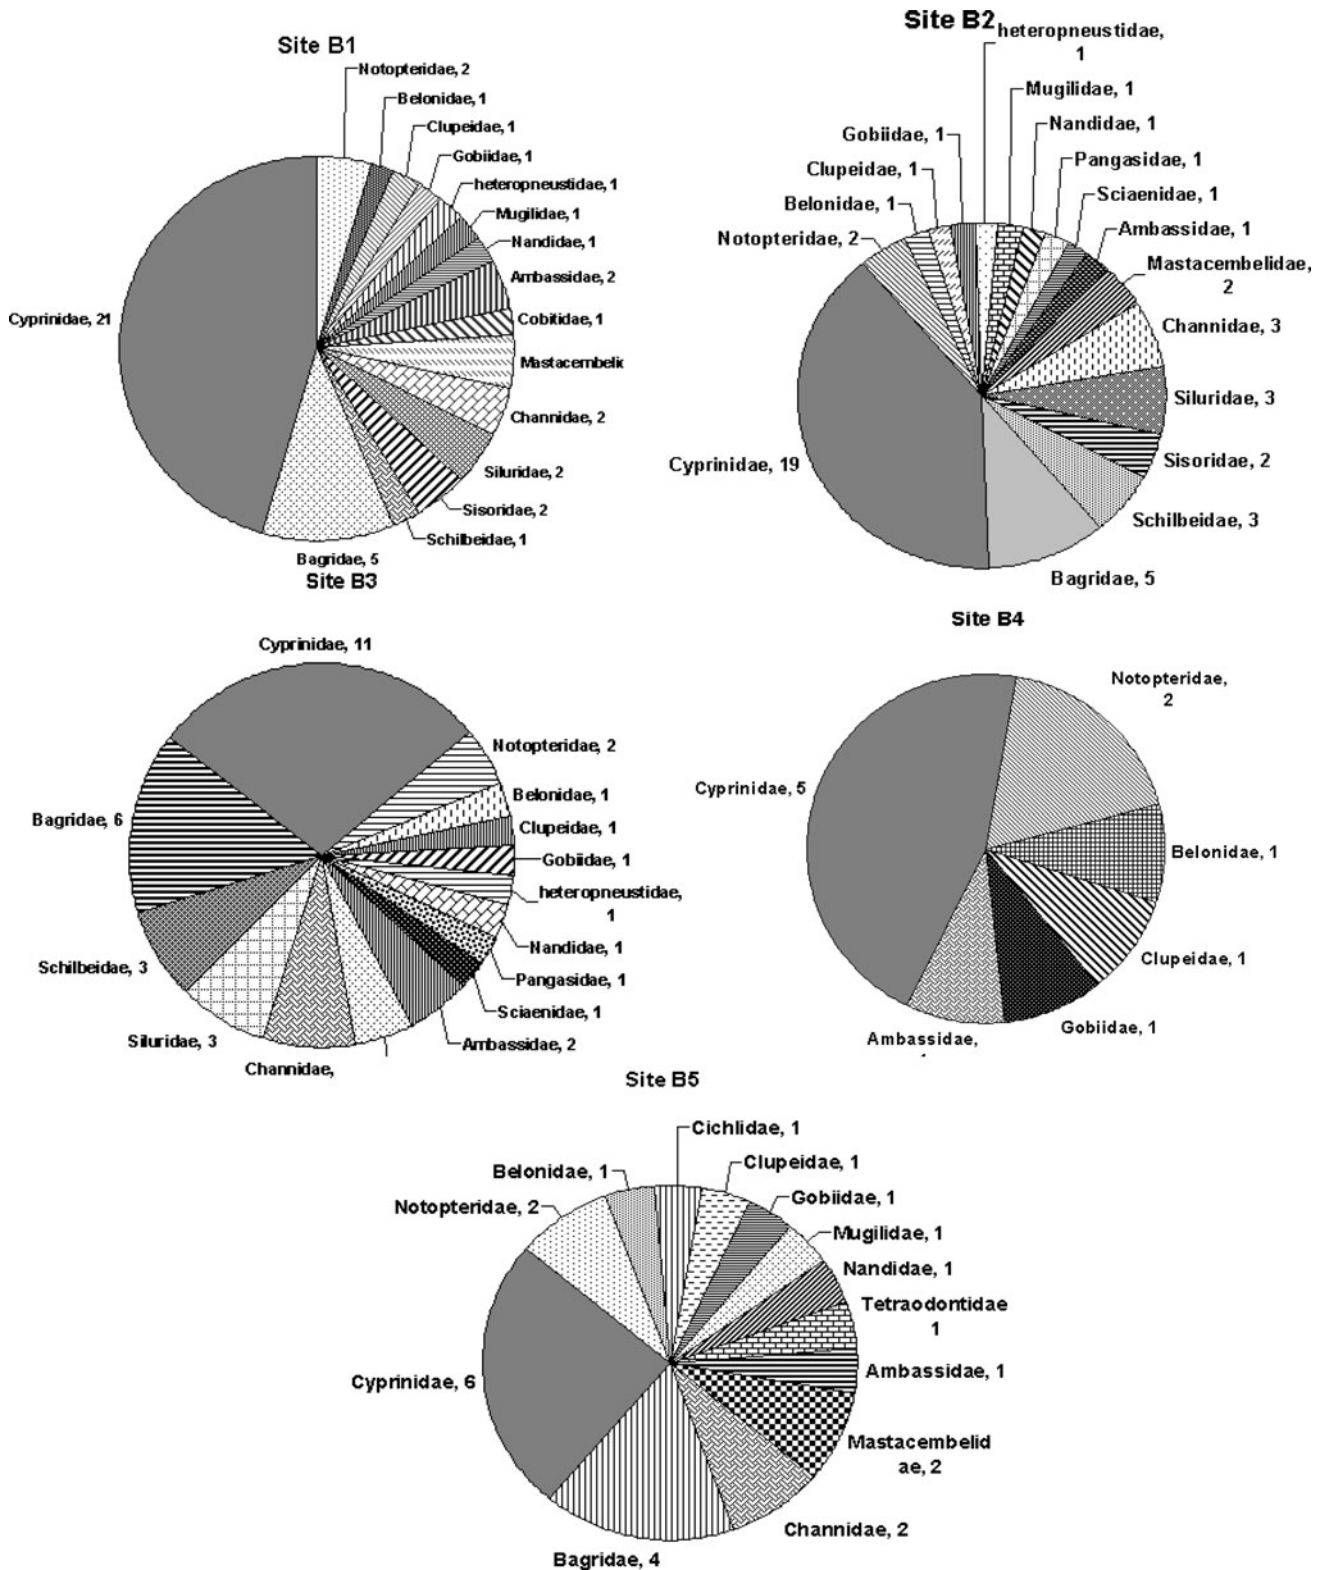 Site B1
Notopteridae, 2
Belonidae, 1
Clupeidae, 1
Gobiidae, 1
heteropneustidae, 1
Mugilidae, 1
Nandidae, 1
Ambassidae, 2
Cobitidae, 1
Mastacembelic
Channidae, 2
Siluridae, 2
Sisoridae, 2
Schilbeidae, 1
Bagridae, 5
Cyprinidae, 21
Site B2
heteropneustidae,
1
Mugilidae, 1
Nandidae, 1
Pangasidae, 1
Sciaenidae, 1
Ambassidae, 1
Mastacembelidae,
2
Channidae, 3
Siluridae, 3
Sisoridae, 2
Schilbeidae, 3
Bagridae, 5
Cyprinidae, 19
Notopteridae, 2
Belonidae, 1
Clupeidae, 1
Gobiidae, 1
Site B3
Cyprinidae, 11
Notopteridae, 2
Belonidae, 1
Clupeidae, 1
Gobiidae, 1
heteropneustidae,
1
Nandidae, 1
Pangasidae, 1
Sciaenidae, 1
Ambassidae, 2
Channidae,
Siluridae, 3
Schilbeidae, 3
Bagridae, 6
Site B4
Notopteridae,
2
Belonidae, 1
Clupeidae, 1
Gobiidae, 1
Ambassidae,
Cyprinidae, 5
Site B5
Cichlidae, 1
Clupeidae, 1
Gobiidae, 1
Mugilidae, 1
Nandidae, 1
Tetraodontidae
1
Ambassidae, 1
Mastacembelid
ae, 2
Channidae, 2
Bagridae, 4
Cyprinidae, 6
Notopteridae, 2
Belonidae, 1